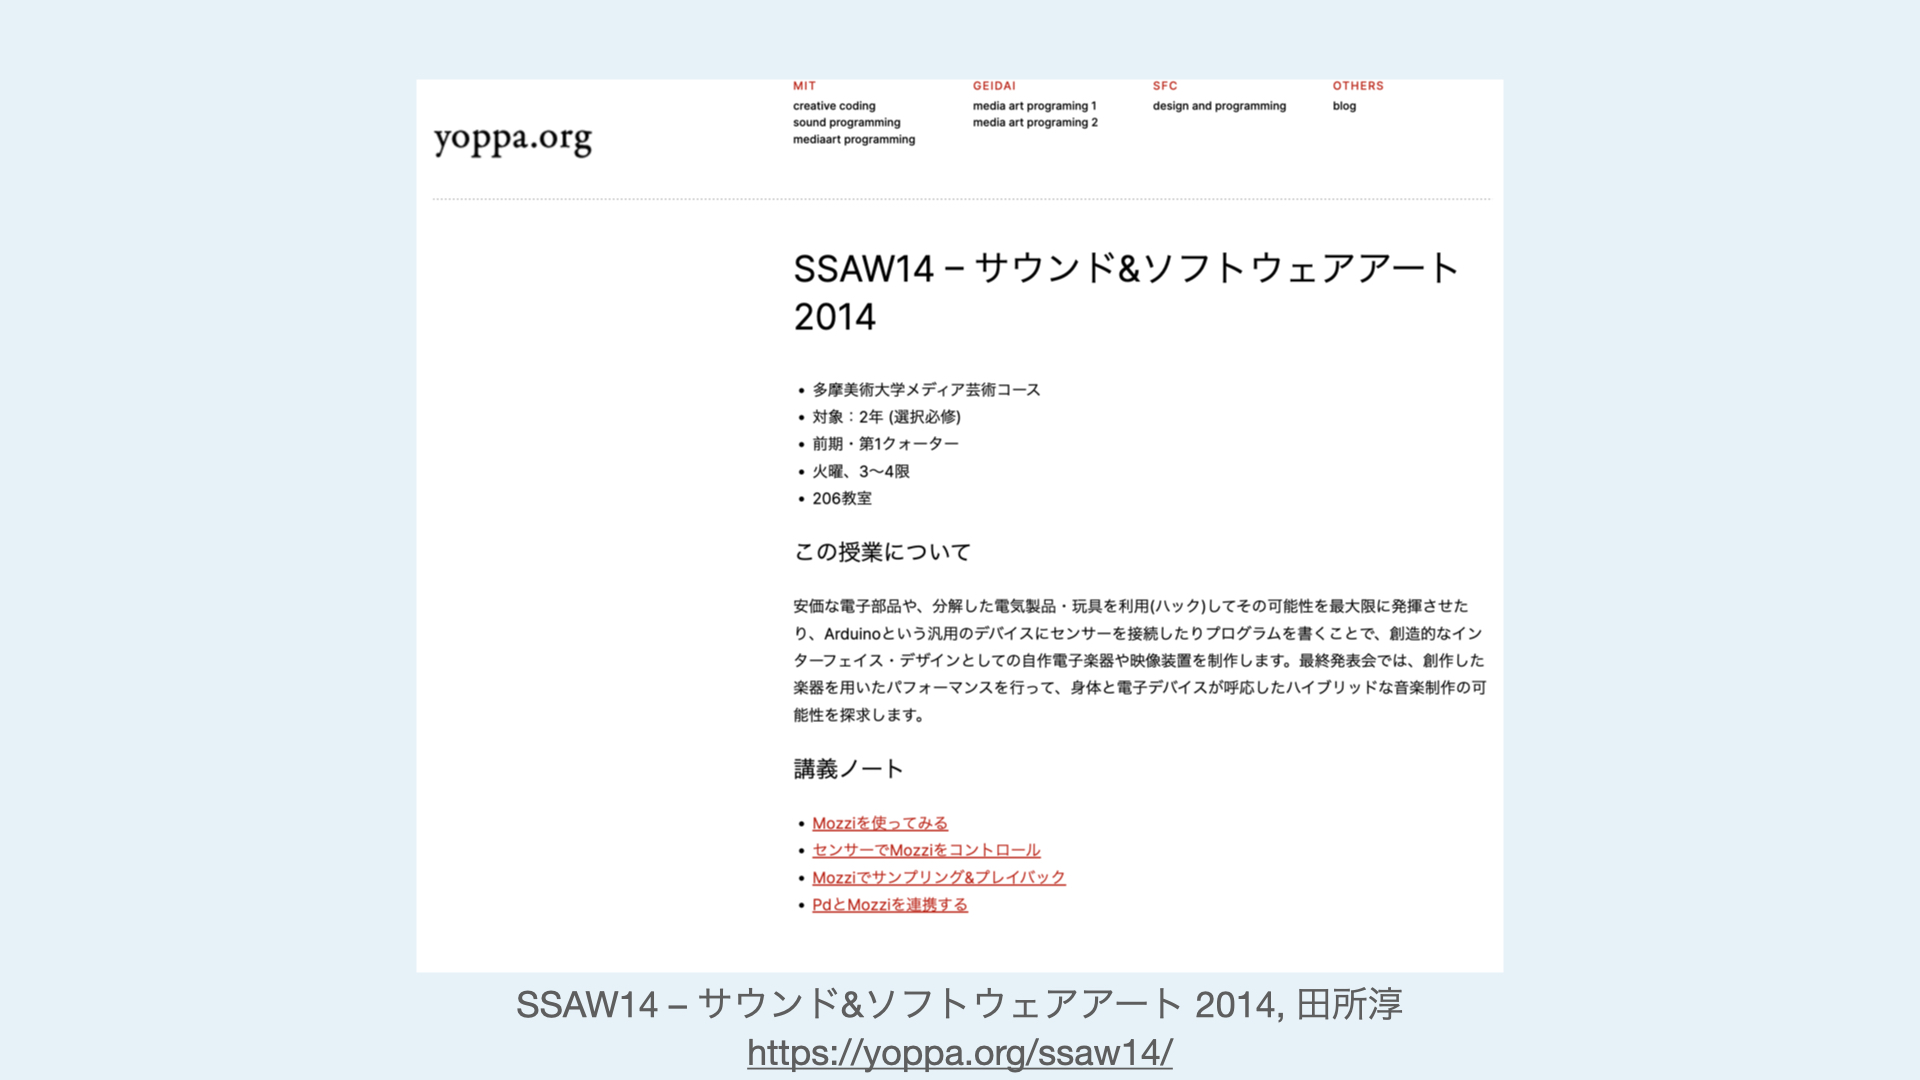 yoppa.org
MIT
creative coding
sound programming
mediaart programming
GEIDAI
media art programing 1
media art programing 2
SFC
design and programming
OTHERS
blog
SSAW14 – サウンド&ソフトウェアアート
2014
• 多摩美術大学メディア芸術コース
• 対象：2年 (選択必修)
• 前期・第1クォーター
• 火曜、3〜4限
• 206教室
この授業について
安価な電子部品や、分解した電気製品・玩具を利用(ハック)してその可能性を最大限に発揮させた
り、Arduinoという汎用のデバイスにセンサーを接続したりプログラムを書くことで、創造的なイン
ターフェイス・デザインとしての自作電子楽器や映像装置を制作します。最終発表会では、創作した
楽器を用いたパフォーマンスを行って、身体と電子デバイスが呼応したハイブリッドな音楽制作の可
能性を探求します。
講義ノート
• Mozziを使ってみる
• センサーでMozziをコントロール
• Mozziでサンプリング&プレイバック
• PdとMozziを連携する
SSAW14 – サウンド&ソフトウェアアート 2014, 田所淳
https://yoppa.org/ssaw14/